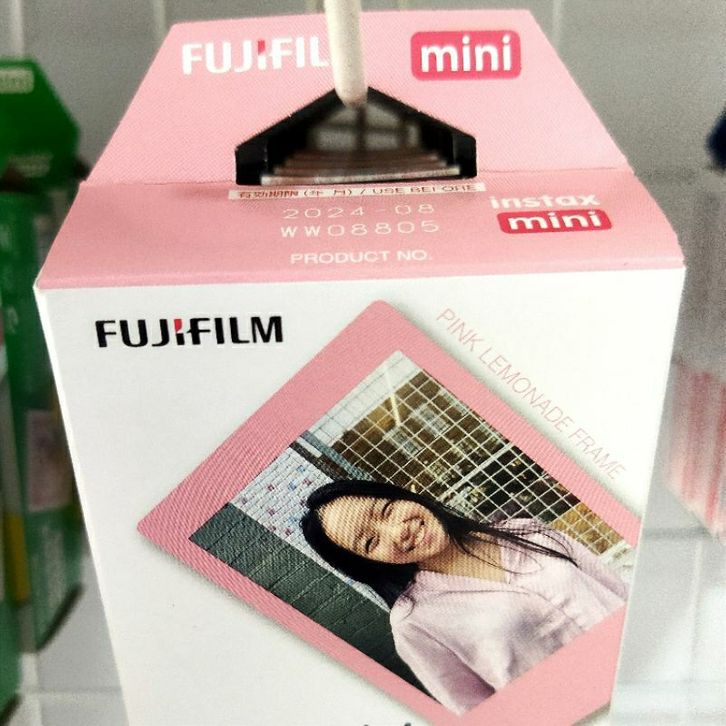 FUJIFIL
mini
有効期限 (年 月) / USE BEFORE
2024-08
WW08805
PRODUCT NO.
instax
mini
FUJIFILM
PINK LEMONADE FRAME